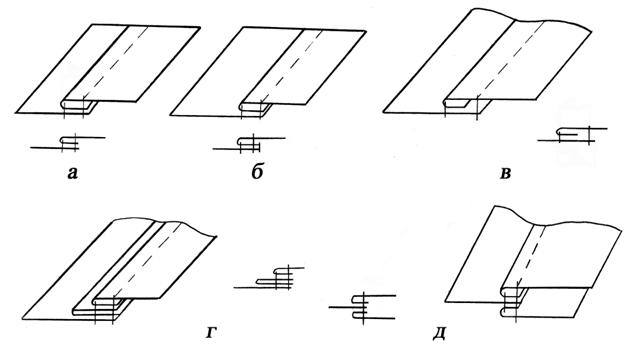 а б в
г д